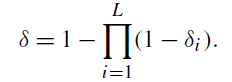 δ = 1 − ∏_{i=1}^{L} (1 − δ_i).